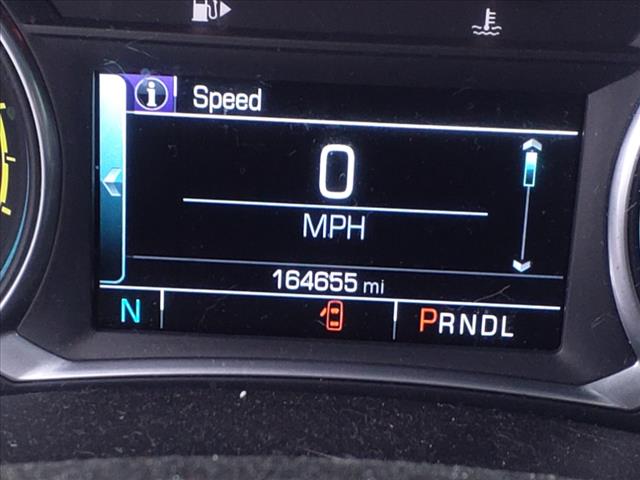 i Speed
0
MPH
164655 mi
N PRNDL